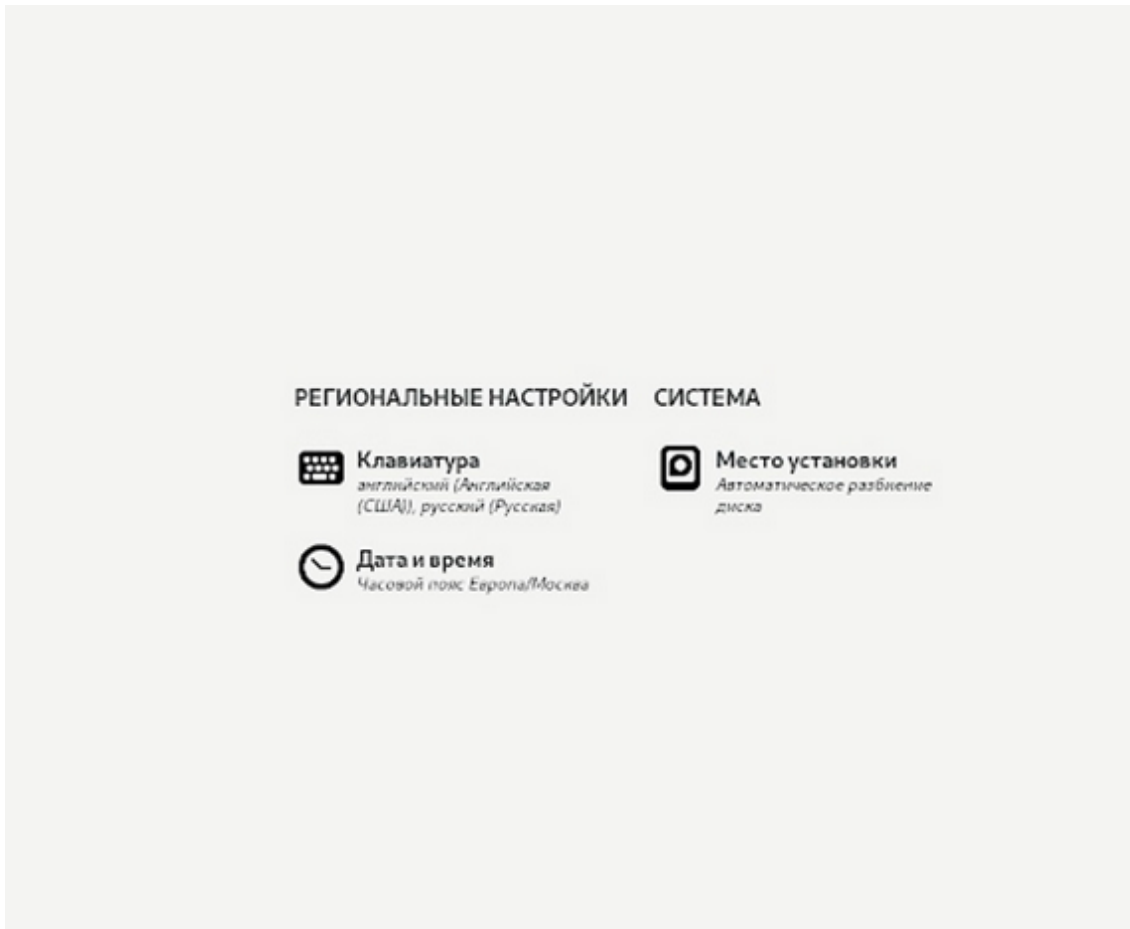 РЕГИОНАЛЬНЫЕ НАСТРОЙКИ
Клавиатура
английский (Английская
(США)), русский (Русская)
Дата и время
Часовой пояс Европа/Москва
СИСТЕМА
Место установки
Автоматическое разбиение
диска